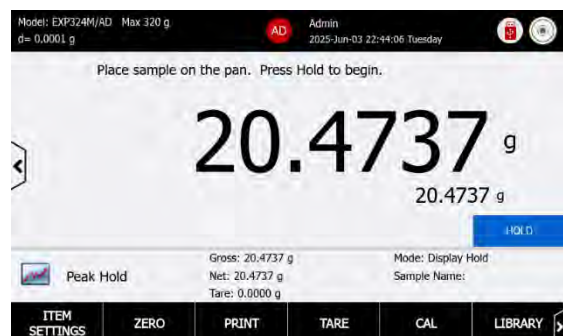 Model: EXP324M/AD Max 320 g
d= 0.0001 g
AD
Admin
2025-Jun-03 22:44:06 Tuesday
Place sample on the pan. Press Hold to begin.
20.4737 g
20.4737 g
HOLD
Peak Hold
Gross: 20.4737 g
Net: 20.4737 g
Tare: 0.0000 g
Mode: Display Hold
Sample Name:
ITEM SETTINGS
ZERO
PRINT
TARE
CAL
LIBRARY